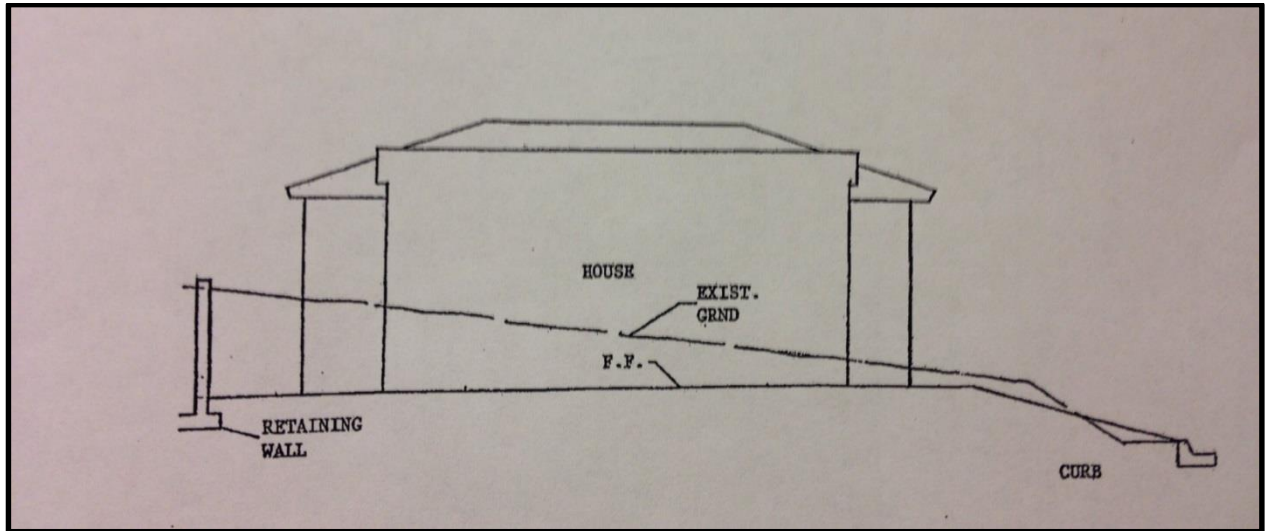 HOUSE
EXIST.
GRND
F.F.
RETAINING
WALL
CURB